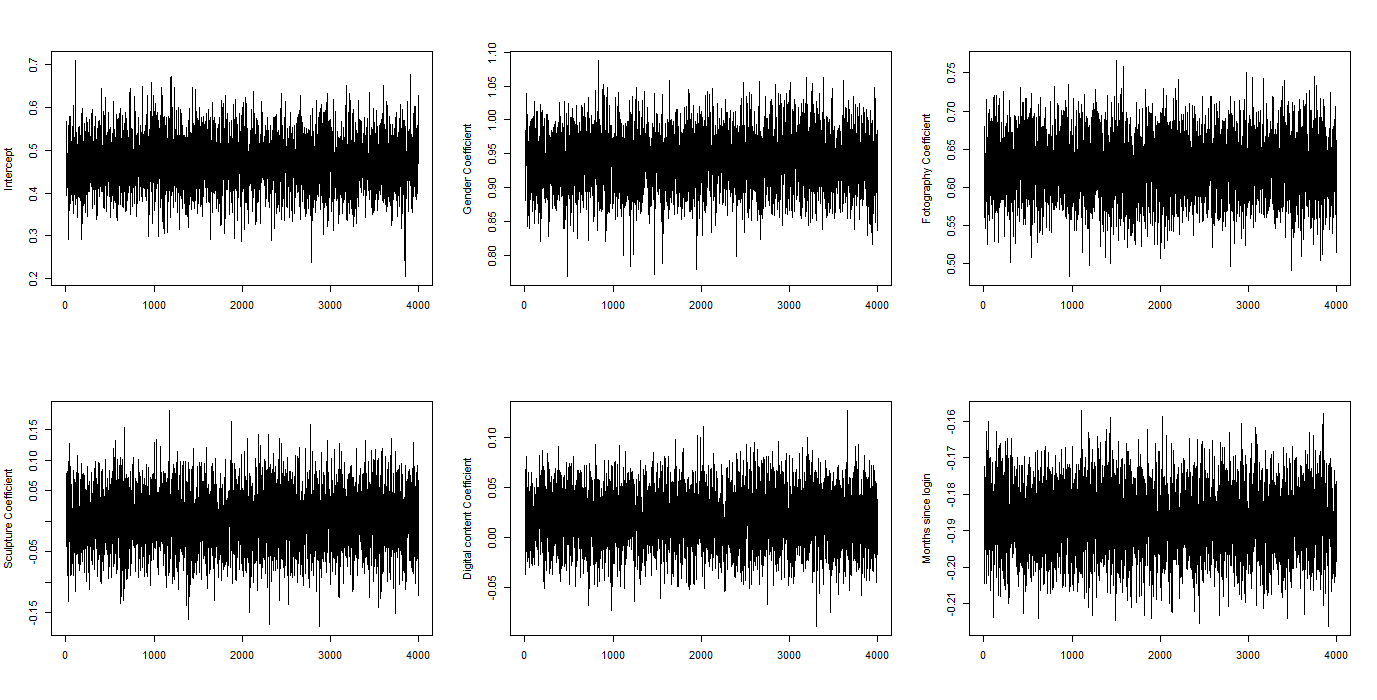 Intercept
0.7
0.6
0.5
0.4
0.3
0.2
0 1000 2000 3000 4000
Gender Coefficient
1.10
1.05
1.00
0.95
0.90
0.85
0.80
0 1000 2000 3000 4000
Fotography Coefficient
0.75
0.70
0.65
0.60
0.55
0.50
0 1000 2000 3000 4000
Sculpture Coefficient
0.15
0.10
0.05
-0.05
-0.15
0 1000 2000 3000 4000
Digital content Coefficient
0.10
0.05
0.00
-0.05
0 1000 2000 3000 4000
Months since login
-0.16
-0.17
-0.18
-0.19
-0.20
-0.21
0 1000 2000 3000 4000